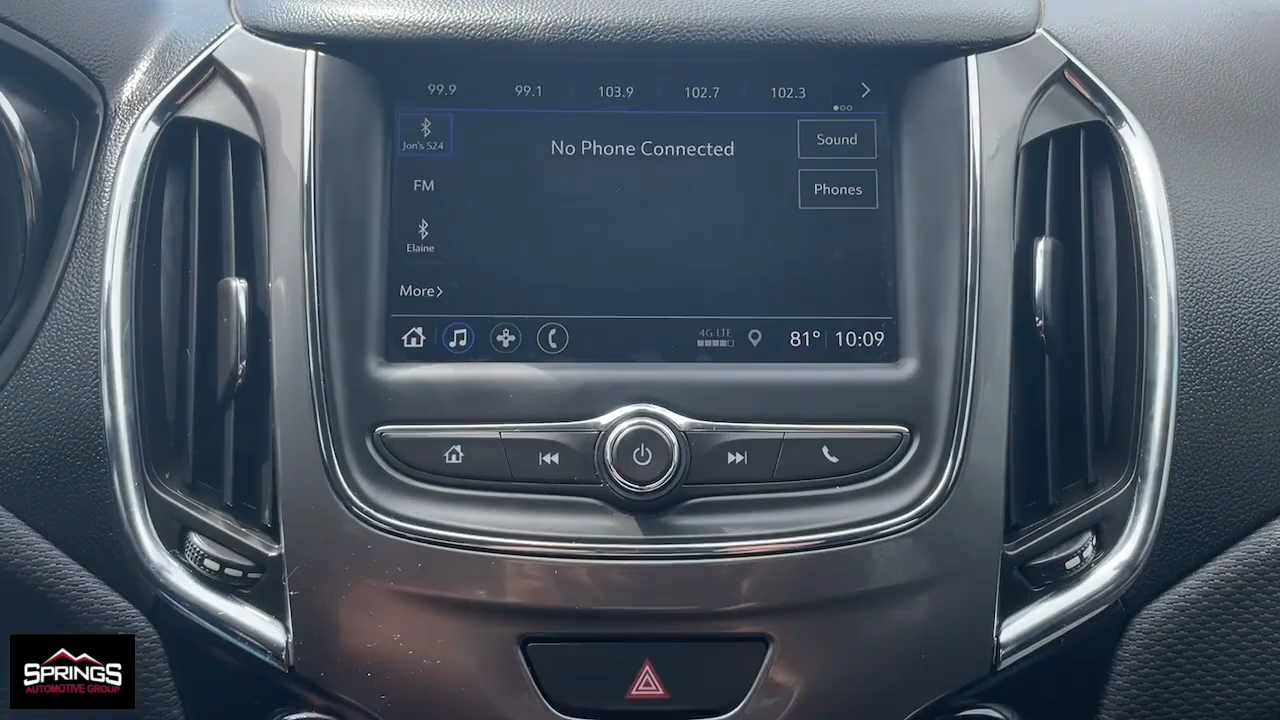 99.9 99.1 103.9 102.7 102.3
Jon's S24
No Phone Connected
Sound
FM
Phones
Elaine
More>
4G LTE
81° 10:09
SPRINGS
AUTOMOTIVE GROUP